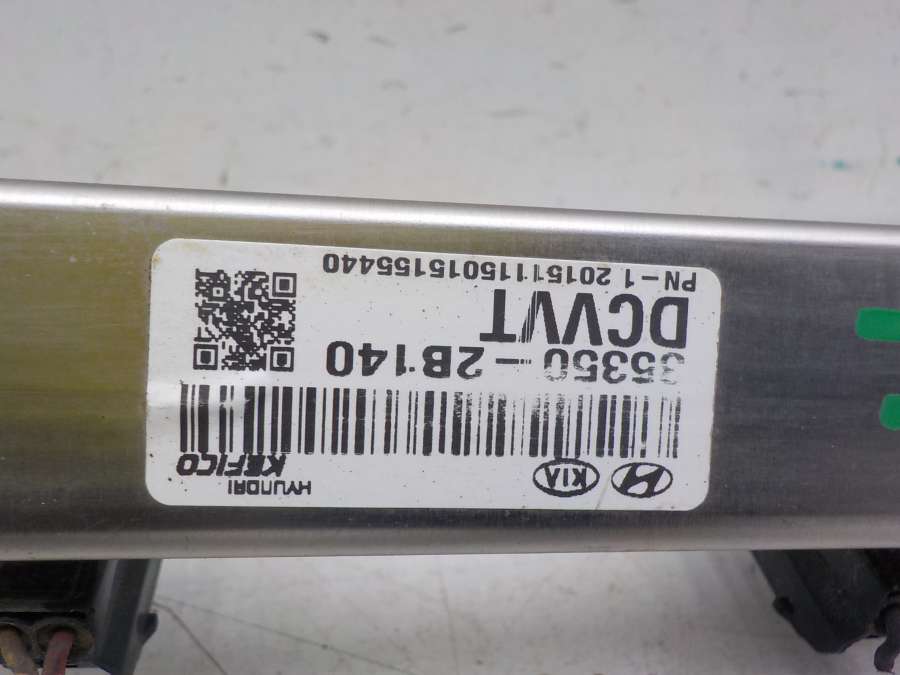 KIA
HYUNDAI
KEFICO
35350-2B140
DCVVT
PN-1 20151115015155440